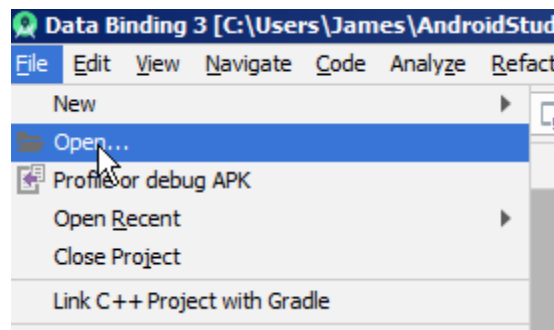 Data Binding 3 [C:\Users\James\AndroidStud
File Edit View Navigate Code Analyze Refact
New
Open...
Profile or debug APK
Open Recent
Close Project
Link C++ Project with Gradle